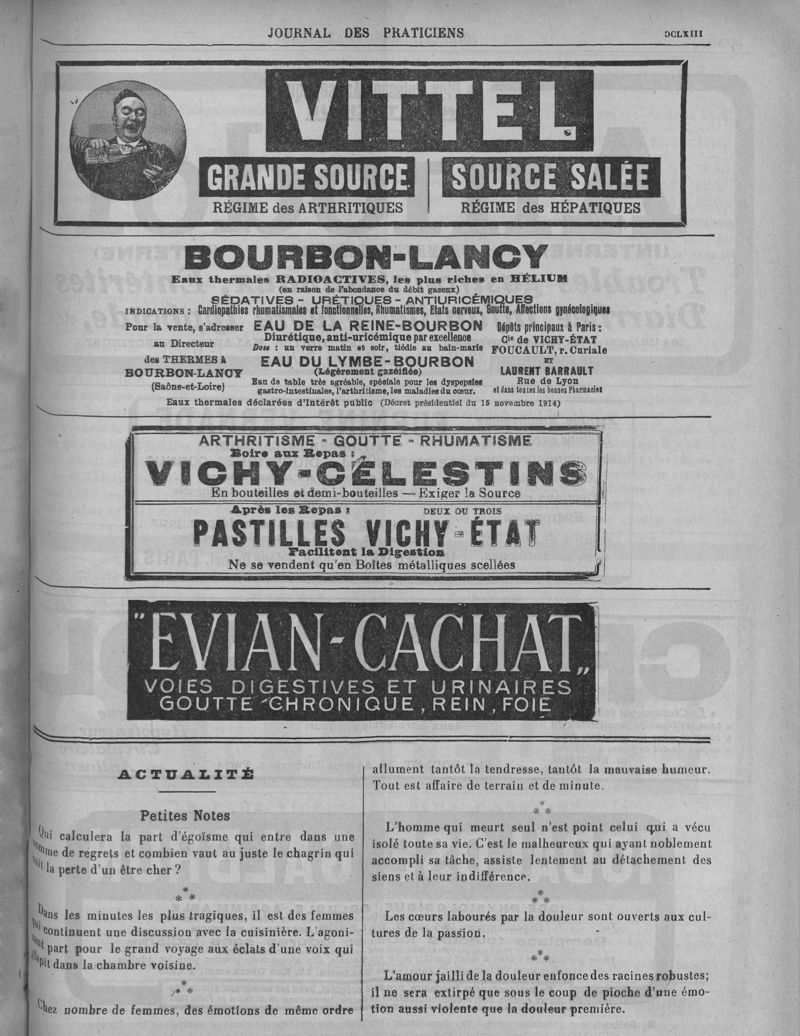 JOURNAL DES PRATICIENS
DCLXIII
VITTEL
GRANDE SOURCE
RÉGIME des ARTHRITIQUES
SOURCE SALÉE
RÉGIME des HÉPATIQUES
BOURBON-LANCY
Eaux thermales RADIOACTIVES, les plus riches en HÉLIUM
(en raison de l'abondance du débit gazeux)
SÉDATIVES - URÉTIQUES - ANTIURICÉMIQUES
INDICATIONS : Cardiopathies rhumatismales et fonctionnelles, Rhumatismes, Etats nerveux, Goutte, Affections gynécologiques
Pour la vente, s'adresser
au Directeur
des THERMES à
BOURBON-LANCY
(Saône-et-Loire)
EAU DE LA REINE-BOURBON
Diurétique, anti-uricémique par excellence
Dose : un verre matin et soir, tiédie au bain-marie
EAU DU LYMBE-BOURBON
(Légèrement gazéifiée)
Eau de table très agréable, spéciale pour les dyspepsies
gastro-intestinales, l'arthritisme, les maladies du cœur.
Dépôts principaux à Paris :
Cie de VICHY-ÉTAT
FOUCAULT, r. Curiale
ET
LAURENT BARRAULT
Rue de Lyon
et dans toutes les bonnes Pharmacies
Eaux thermales déclarées d'Intérêt public (Décret présidentiel du 15 novembre 1914)
ARTHRITISME - GOUTTE - RHUMATISME
Boire aux Repas :
VICHY-CÉLESTINS
En bouteilles et demi-bouteilles — Exiger la Source
Après les Repas : DEUX OU TROIS
PASTILLES VICHY-ÉTAT
Facilitent la Digestion
Ne se vendent qu'en Boîtes métalliques scellées
"EVIAN-CACHAT"
VOIES DIGESTIVES ET URINAIRES
GOUTTE CHRONIQUE, REIN, FOIE
ACTUALITÉ
Petites Notes
Qui calculera la part d'égoïsme qui entre dans une
somme de regrets et combien vaut au juste le chagrin qui
suit la perte d'un être cher ?
* * *
Dans les minutes les plus tragiques, il est des femmes
qui continuent une discussion avec la cuisinière. L'agoni-
sant part pour le grand voyage aux éclats d'une voix qui
glapit dans la chambre voisine.
* * *
Chez nombre de femmes, des émotions de même ordre
allument tantôt la tendresse, tantôt la mauvaise humeur.
Tout est affaire de terrain et de minute.
* * *
L'homme qui meurt seul n'est point celui qui a vécu
isolé toute sa vie. C'est le malheureux qui ayant noblement
accompli sa tâche, assiste lentement au détachement des
siens et à leur indifférence.
* * *
Les cœurs labourés par la douleur sont ouverts aux cul-
tures de la passion.
* * *
L'amour jailli de la douleur enfonce des racines robustes;
il ne sera extirpé que sous le coup de pioche d'une émo-
tion aussi violente que la douleur première.